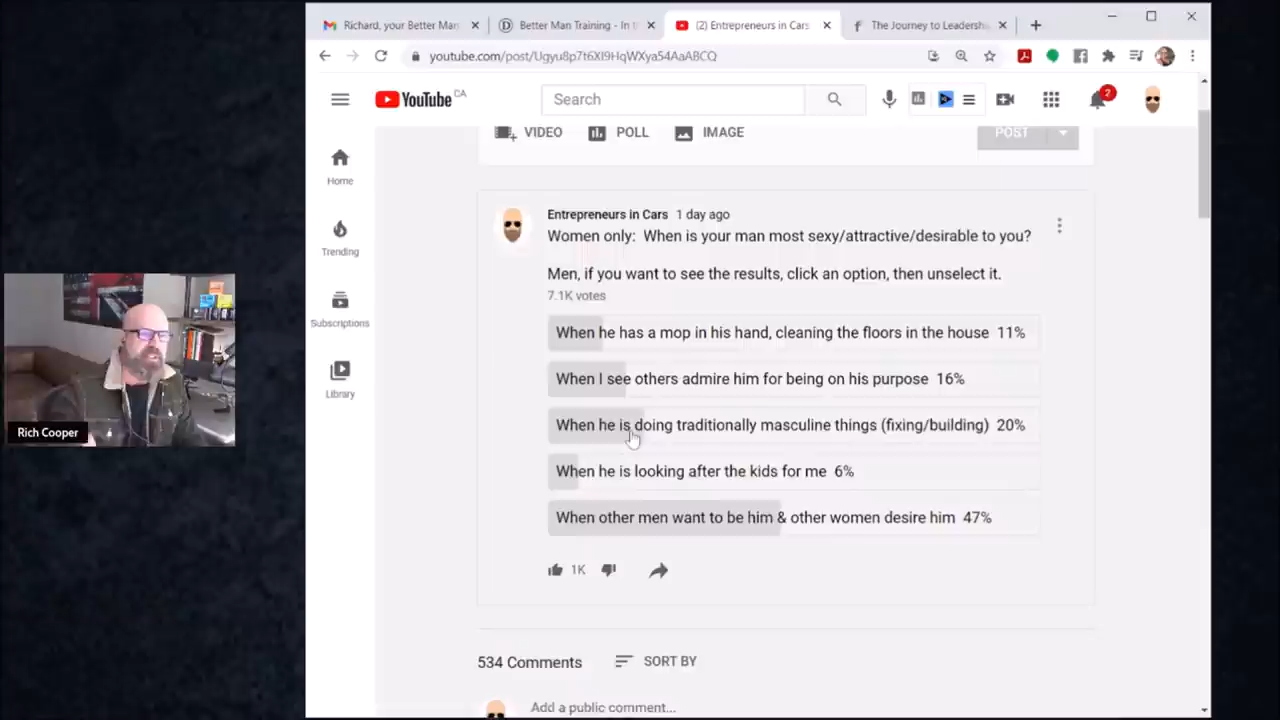 Richard, your Better Man
Better Man Training - In t
(2) Entrepreneurs in Cars
The Journey to Leadershi
youtube.com/post/Ugyu8p7t6XI9HqWXya54AaABCQ
YouTube CA
Search
2
VIDEO
POLL
IMAGE
POST
Home
Trending
Subscriptions
Library
Entrepreneurs in Cars 1 day ago
Women only: When is your man most sexy/attractive/desirable to you?
Men, if you want to see the results, click an option, then unselect it.
7.1K votes
When he has a mop in his hand, cleaning the floors in the house 11%
When I see others admire him for being on his purpose 16%
When he is doing traditionally masculine things (fixing/building) 20%
When he is looking after the kids for me 6%
When other men want to be him & other women desire him 47%
1K
534 Comments
SORT BY
Add a public comment...
Rich Cooper